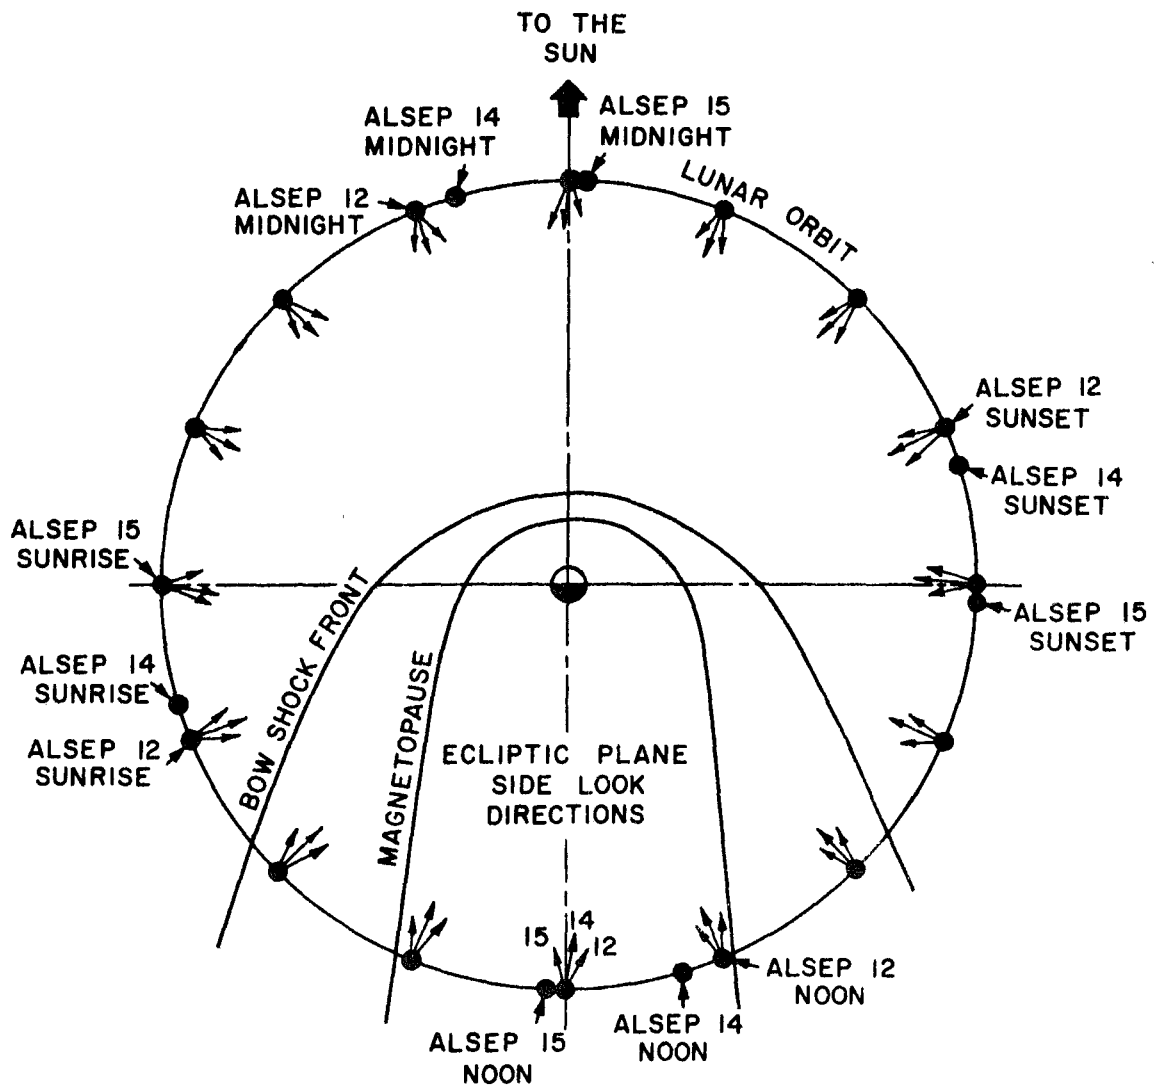 TO THE
SUN
ALSEP 14
MIDNIGHT
ALSEP 15
MIDNIGHT
ALSEP 12
MIDNIGHT
LUNAR ORBIT
ALSEP 12
SUNSET
ALSEP 14
SUNSET
ALSEP 15
SUNRISE
ALSEP 15
SUNSET
ALSEP 14
SUNRISE
ALSEP 12
SUNRISE
BOW SHOCK FRONT
MAGNETOPAUSE
ECLIPTIC PLANE
SIDE LOOK
DIRECTIONS
15
14
12
ALSEP 12
NOON
ALSEP 14
NOON
ALSEP 15
NOON